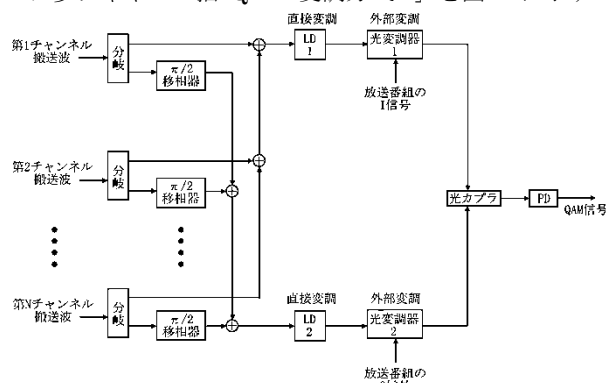 直接変調
外部変調
第1チャンネル
搬送波
分岐
π/2
移相器
LD
1
光変調器
1
放送番組の
I信号
第2チャンネル
搬送波
分岐
π/2
移相器
光カプラ
PD
QAM信号
第Nチャンネル
搬送波
分岐
π/2
移相器
直接変調
外部変調
LD
2
光変調器
2
放送番組の